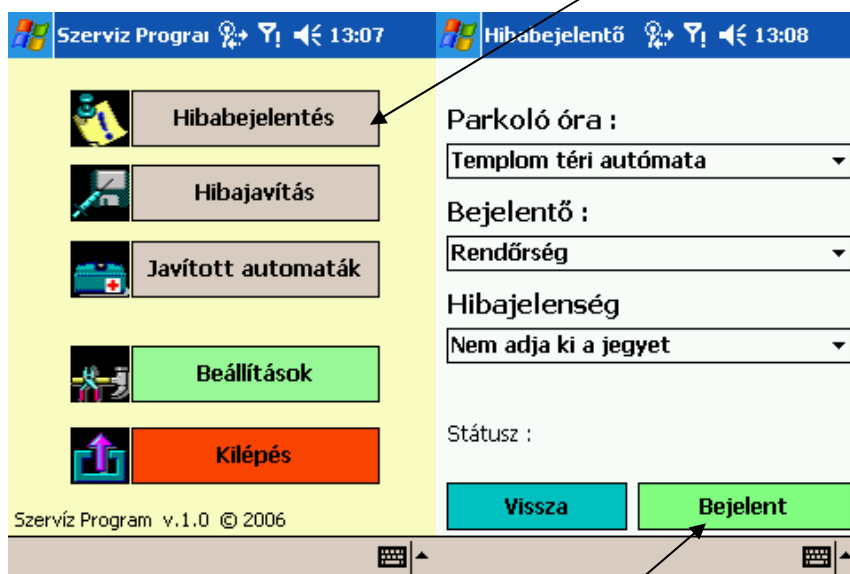 Szerviz Prograr 13:07
Hibabejelentés
Hibajavítás
Javított automaták
Beállítások
Kilépés
Szervíz Program v.1.0 © 2006
Hibabejelentő 13:08
Parkoló óra :
Templom téri autómata
Bejelentő :
Rendőrség
Hibajelenség
Nem adja ki a jegyet
Státusz :
Vissza
Bejelent